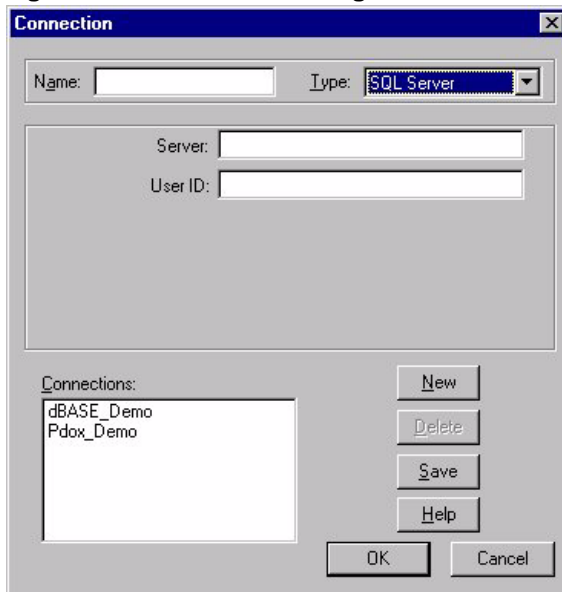 Connection
Name: Type: SQL Server
Server:
User ID:
Connections:
dBASE_Demo
Pdox_Demo
New
Delete
Save
Help
OK Cancel